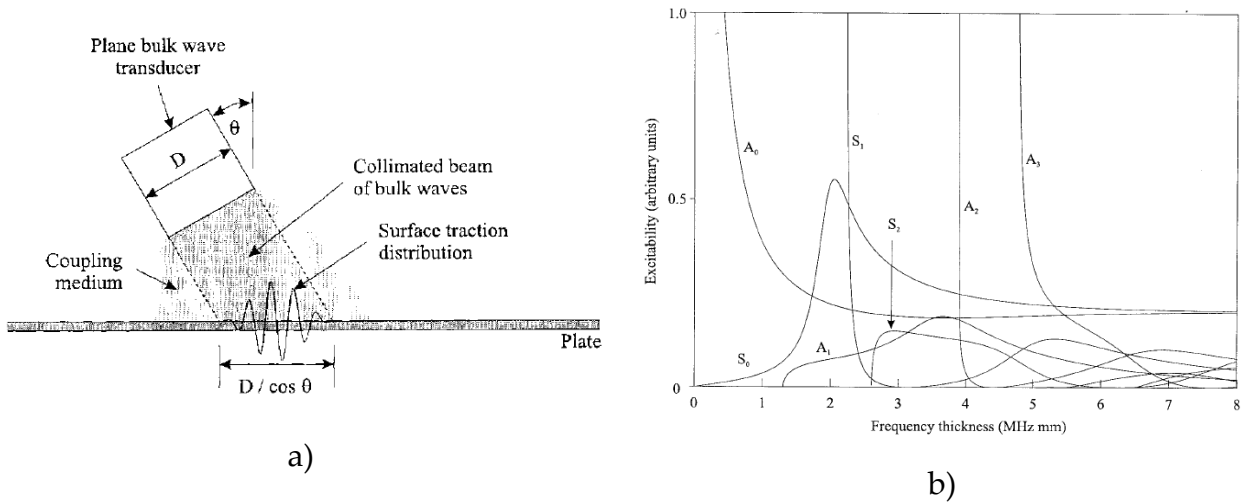 Plane bulk wave
transducer
θ
D
Collimated beam
of bulk waves
Surface traction
distribution
Coupling
medium
Plate
D / cos θ
a)
Excitability (arbitrary units)
1.0
0.5
0
A₀
S₁
A₃
A₂
S₂
S₀
A₁
0 1 2 3 4 5 6 7 8
Frequency thickness (MHz mm)
b)